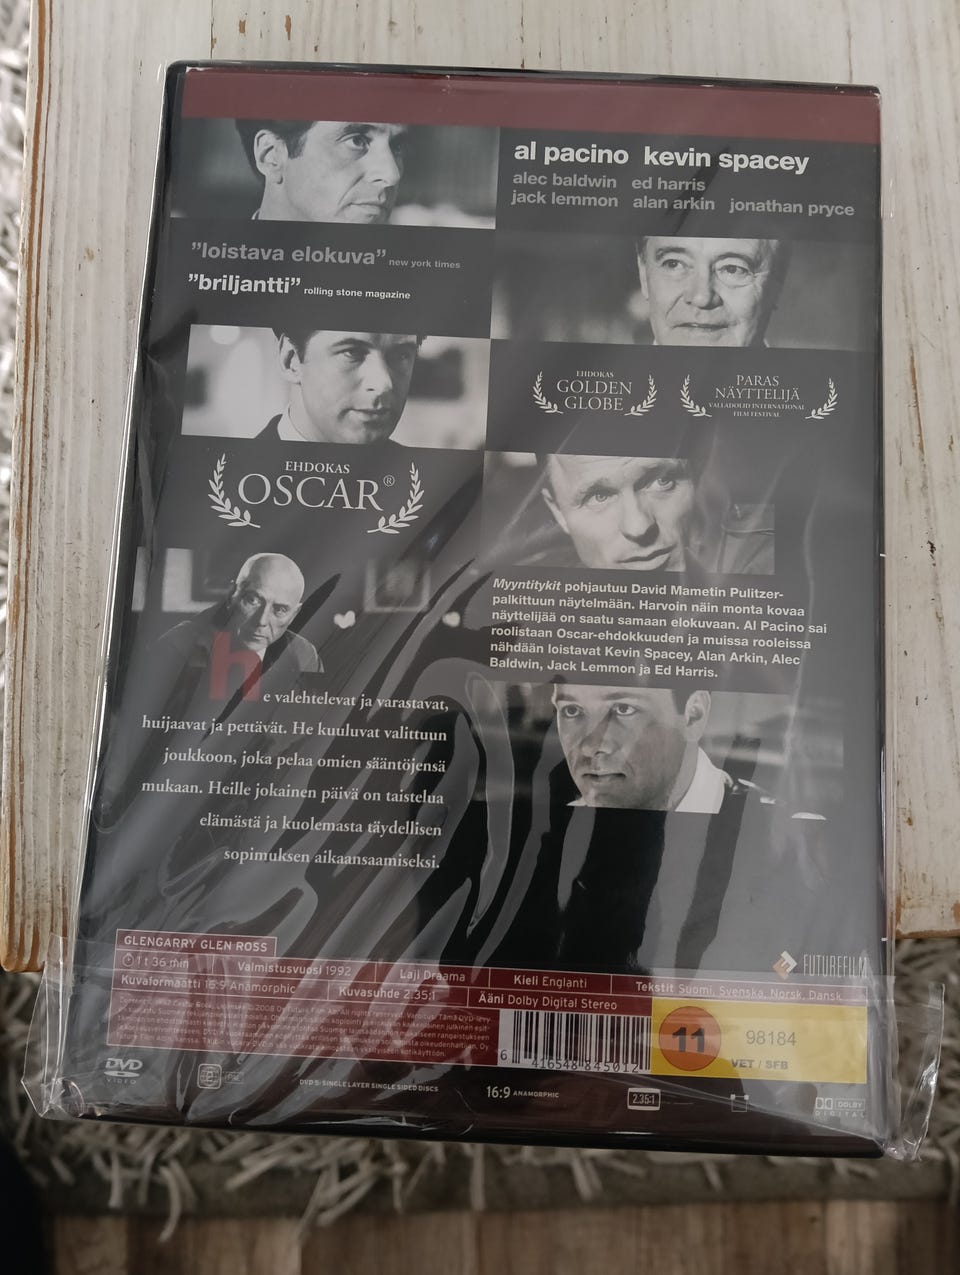 al pacino kevin spacey
alec baldwin ed harris
jack lemmon alan arkin jonathan pryce
"loistava elokuva" new york times
"briljantti" rolling stone magazine
EHDOKAS
GOLDEN
GLOBE
PARAS
NÄYTTELIJÄ
VALLADOLID INTERNATIONAL
FILM FESTIVAL
EHDOKAS
OSCAR®
Myyntitykit pohjautuu David Mametin Pulitzer-
palkittuun näytelmään. Harvoin näin monta kovaa
näyttelijää on saatu samaan elokuvaan. Al Pacino sai
roolistaan Oscar-ehdokkuuden ja muissa rooleissa
nähdään loistavat Kevin Spacey, Alan Arkin, Alec
Baldwin, Jack Lemmon ja Ed Harris.
he valehtelevat ja varastavat,
huijaavat ja pettävät. He kuuluvat valittuun
joukkoon, joka pelaa omien sääntöjensä
mukaan. Heille jokainen päivä on taistelua
elämästä ja kuolemasta täydellisen
sopimuksen aikaansaamiseksi.
GLENGARRY GLEN ROSS
FUTUREFILM
1 t 36 min Valmistusvuosi 1992 Laji Draama Kieli Englanti Tekstit Suomi, Svenska, Norsk, Dansk
Kuvaformaatti 16:9 Anamorphic Kuvasuhde 2.35:1 Ääni Dolby Digital Stereo
6 416548 845012
11
98184
VET / SFB
DVD VIDEO
DVD 5: SINGLE LAYER SINGLE SIDED DISCS
16:9 ANAMORPHIC
2.35:1
DOLBY
DIGITAL